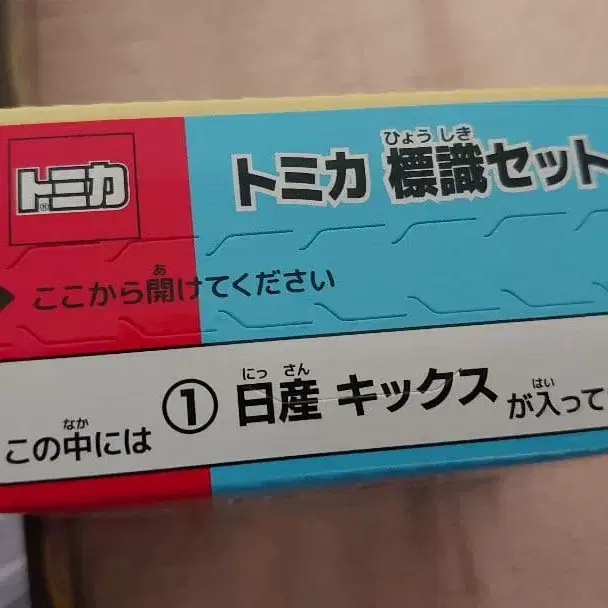 トミカ
®
ひょう しき
トミカ 標識セット
あ
ここから開けてください
にっ さん
なか はい
この中には ① 日産 キックス が入って